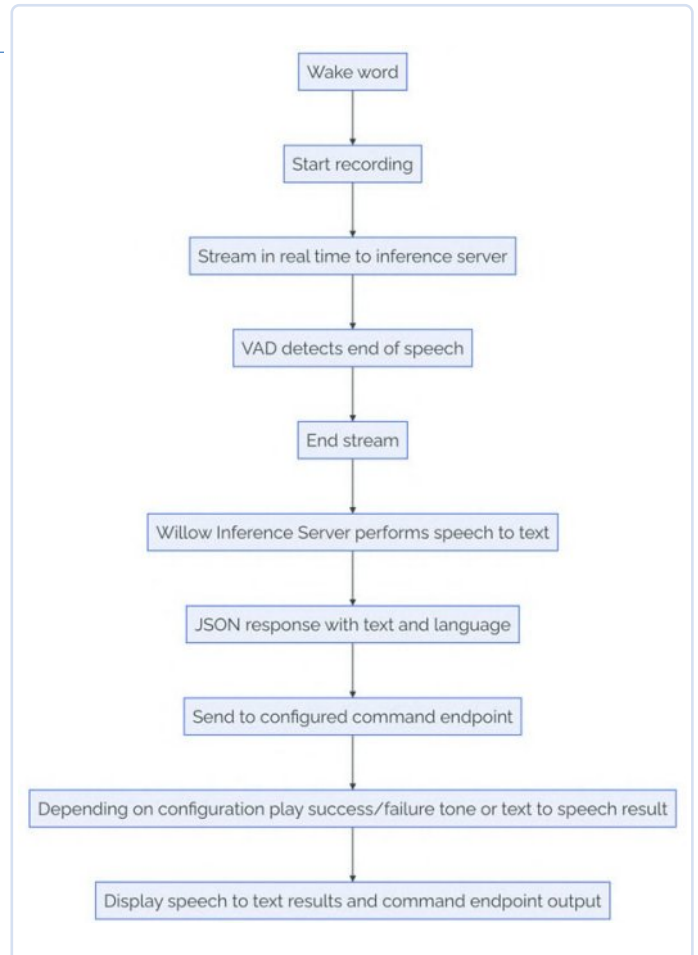 Wake word
Start recording
Stream in real time to inference server
VAD detects end of speech
End stream
Willow Inference Server performs speech to text
JSON response with text and language
Send to configured command endpoint
Depending on configuration play success/failure tone or text to speech result
Display speech to text results and command endpoint output